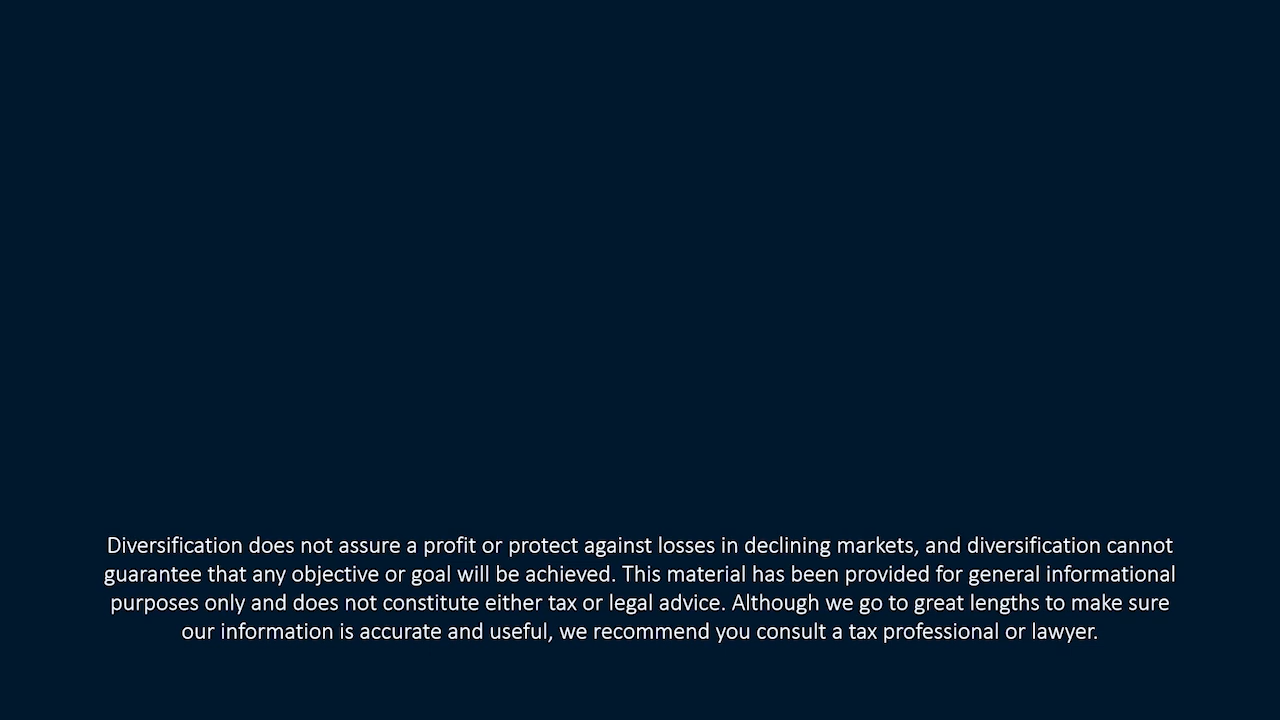 Diversification does not assure a profit or protect against losses in declining markets, and diversification cannot
guarantee that any objective or goal will be achieved. This material has been provided for general informational
purposes only and does not constitute either tax or legal advice. Although we go to great lengths to make sure
our information is accurate and useful, we recommend you consult a tax professional or lawyer.